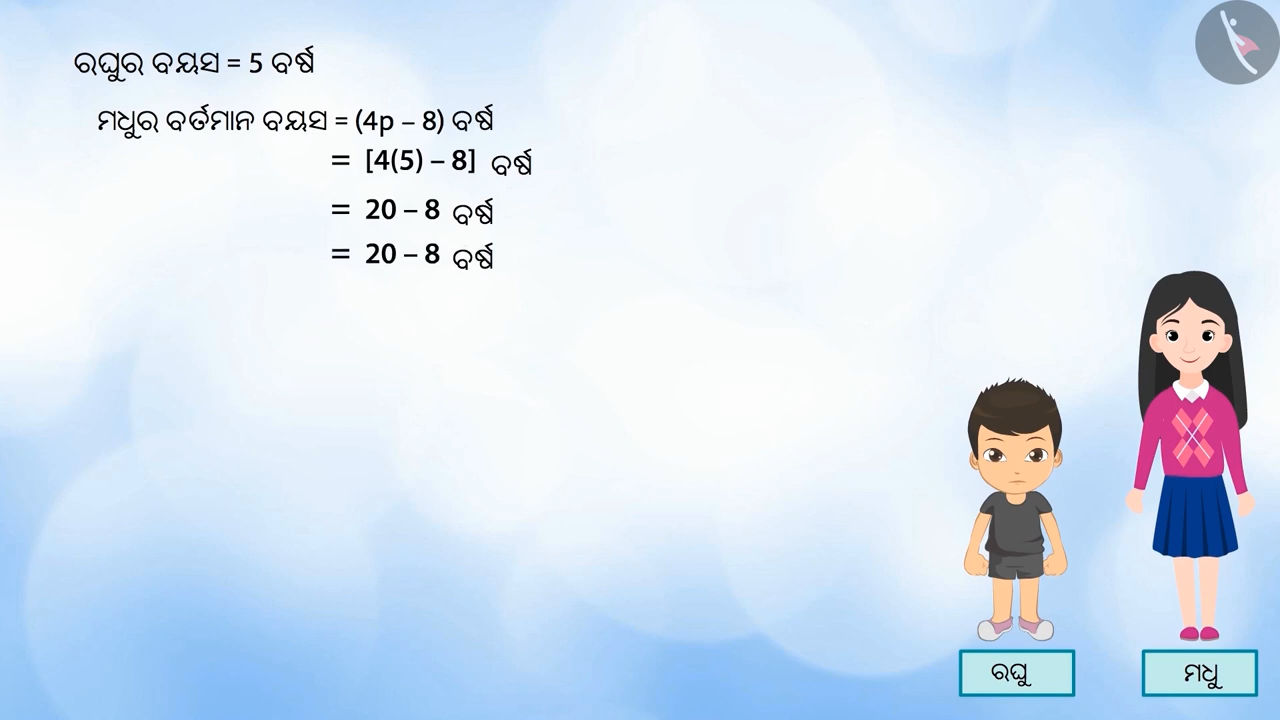 ରଘୁର ବୟସ = 5 ବର୍ଷ
ମଧୁର ବର୍ତମାନ ବୟସ = (4p – 8) ବର୍ଷ
= [4(5) – 8] ବର୍ଷ
= 20 – 8 ବର୍ଷ
= 20 – 8 ବର୍ଷ
ରଘୁ
ମଧୁ